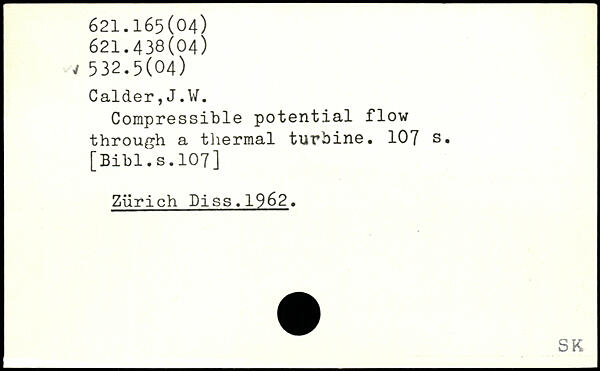 621.165(04)
621.438(04)
532.5(04)
Calder,J.W.
Compressible potential flow
through a thermal turbine. 107 s.
[Bibl.s.107]
Zürich Diss.1962.
SK